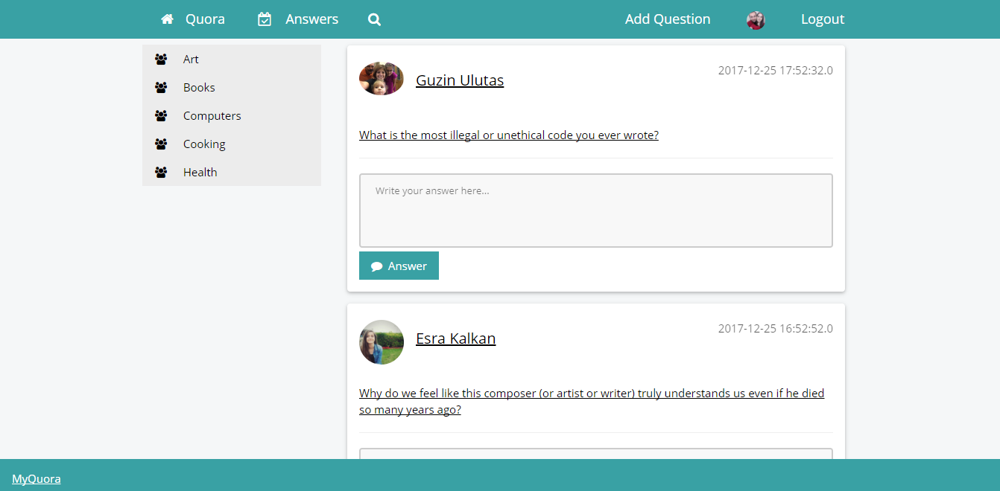 Quora Answers Add Question Logout
Art
Books
Computers
Cooking
Health
Guzin Ulutas 2017-12-25 17:52:32.0
What is the most illegal or unethical code you ever wrote?
Write your answer here...
Answer
Esra Kalkan 2017-12-25 16:52:52.0
Why do we feel like this composer (or artist or writer) truly understands us even if he died
so many years ago?
MyQuora